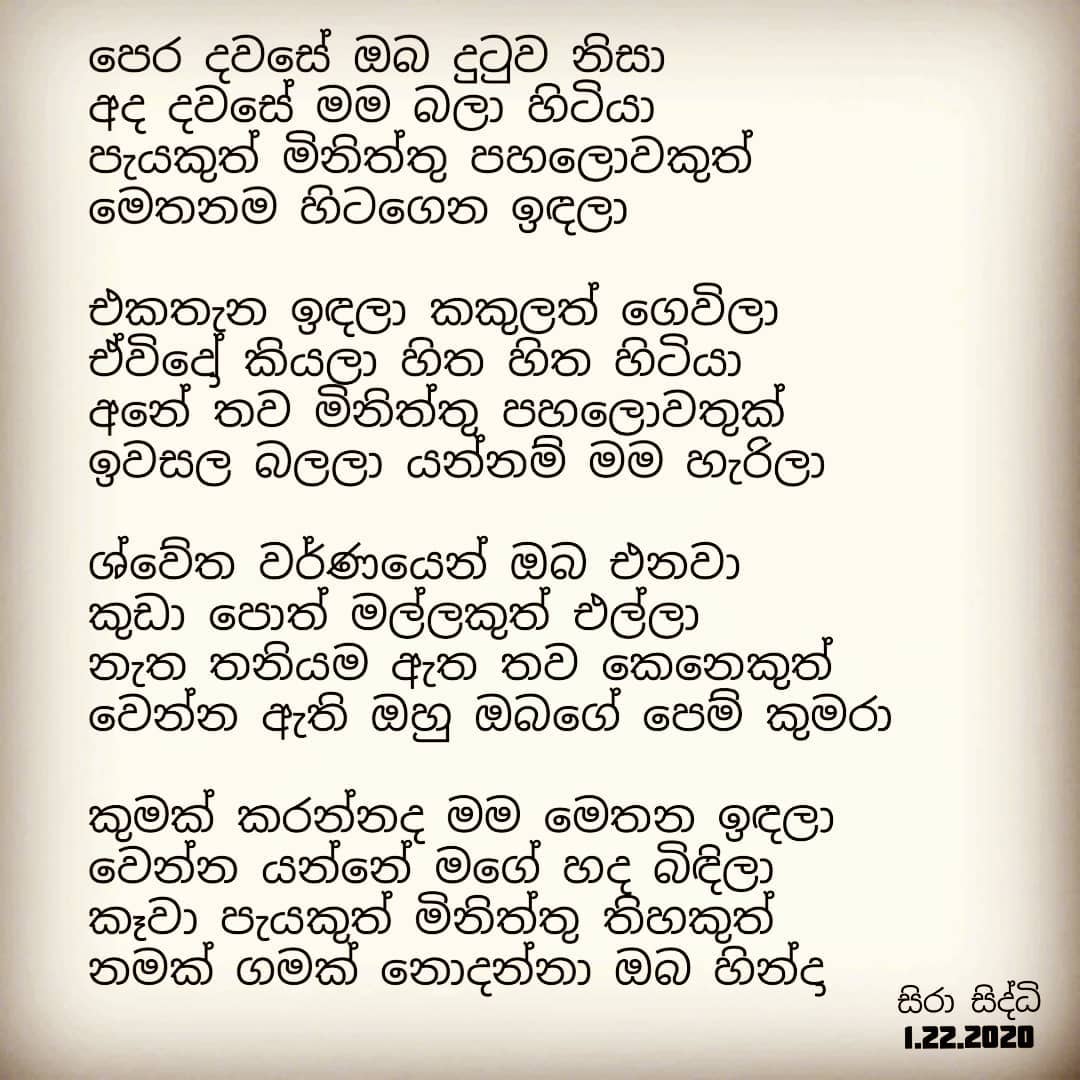 පෙර දවසේ ඔබ දුටුව නිසා
අද දවසේ මම බලා හිටියා
පැයකුත් මිනිත්තු පහලොවකුත්
මෙතනම හිටගෙන ඉඳලා
එකතැන ඉඳලා කකුලත් ගෙවිලා
ඒවිදෝ කියලා හිත හිත හිටියා
අනේ තව මිනිත්තු පහලොවතුක්
ඉවසල බලලා යන්නම් මම හැරිලා
ශ්වේත වර්ණයෙන් ඔබ එනවා
කුඩා පොත් මල්ලකුත් එල්ලා
නැත තනියම ඇත තව කෙනෙකුත්
වෙන්න ඇති ඔහු ඔබගේ පෙම් කුමරා
කුමක් කරන්නද මම මෙතන ඉඳලා
වෙන්න යන්නේ මගේ හද බිඳිලා
කෑවා පැයකුත් මිනිත්තු තිහකුත්
නමක් ගමක් නොදන්නා ඔබ හින්දා
සිරා සිද්ධි
1.22.2020